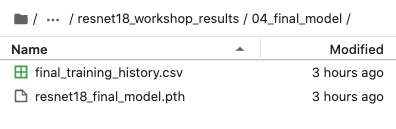 / ··· / resnet18_workshop_results / 04_final_model /
Name Modified
final_training_history.csv 3 hours ago
resnet18_final_model.pth 3 hours ago